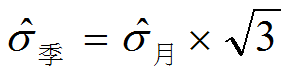 σ̂季 = σ̂月 × √3